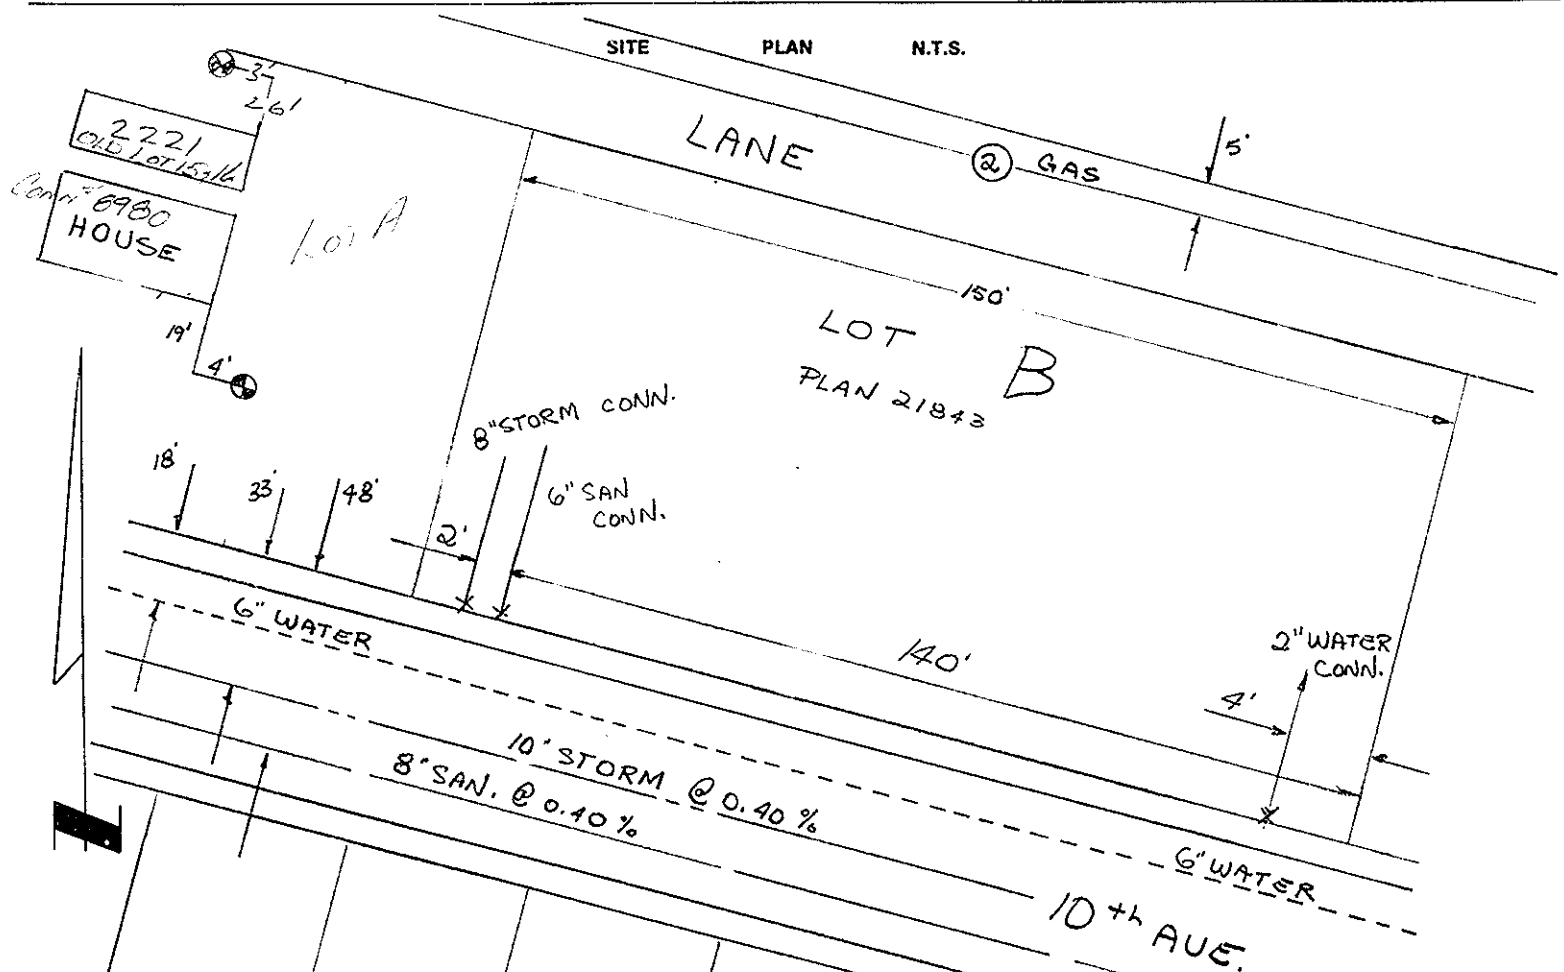 SITE PLAN N.T.S.
3'
26'
2221
OLD LOT 15
Conn # 6980
HOUSE
19'
4'
LOT A
LANE
2 GAS
5'
150'
LOT B
PLAN 21843
8" STORM CONN.
6" SAN
CONN.
18'
33'
48'
2'
6" WATER
140'
2" WATER
CONN.
4'
10" STORM @ 0.40 %
8" SAN. @ 0.40 %
6" WATER
10th AVE.